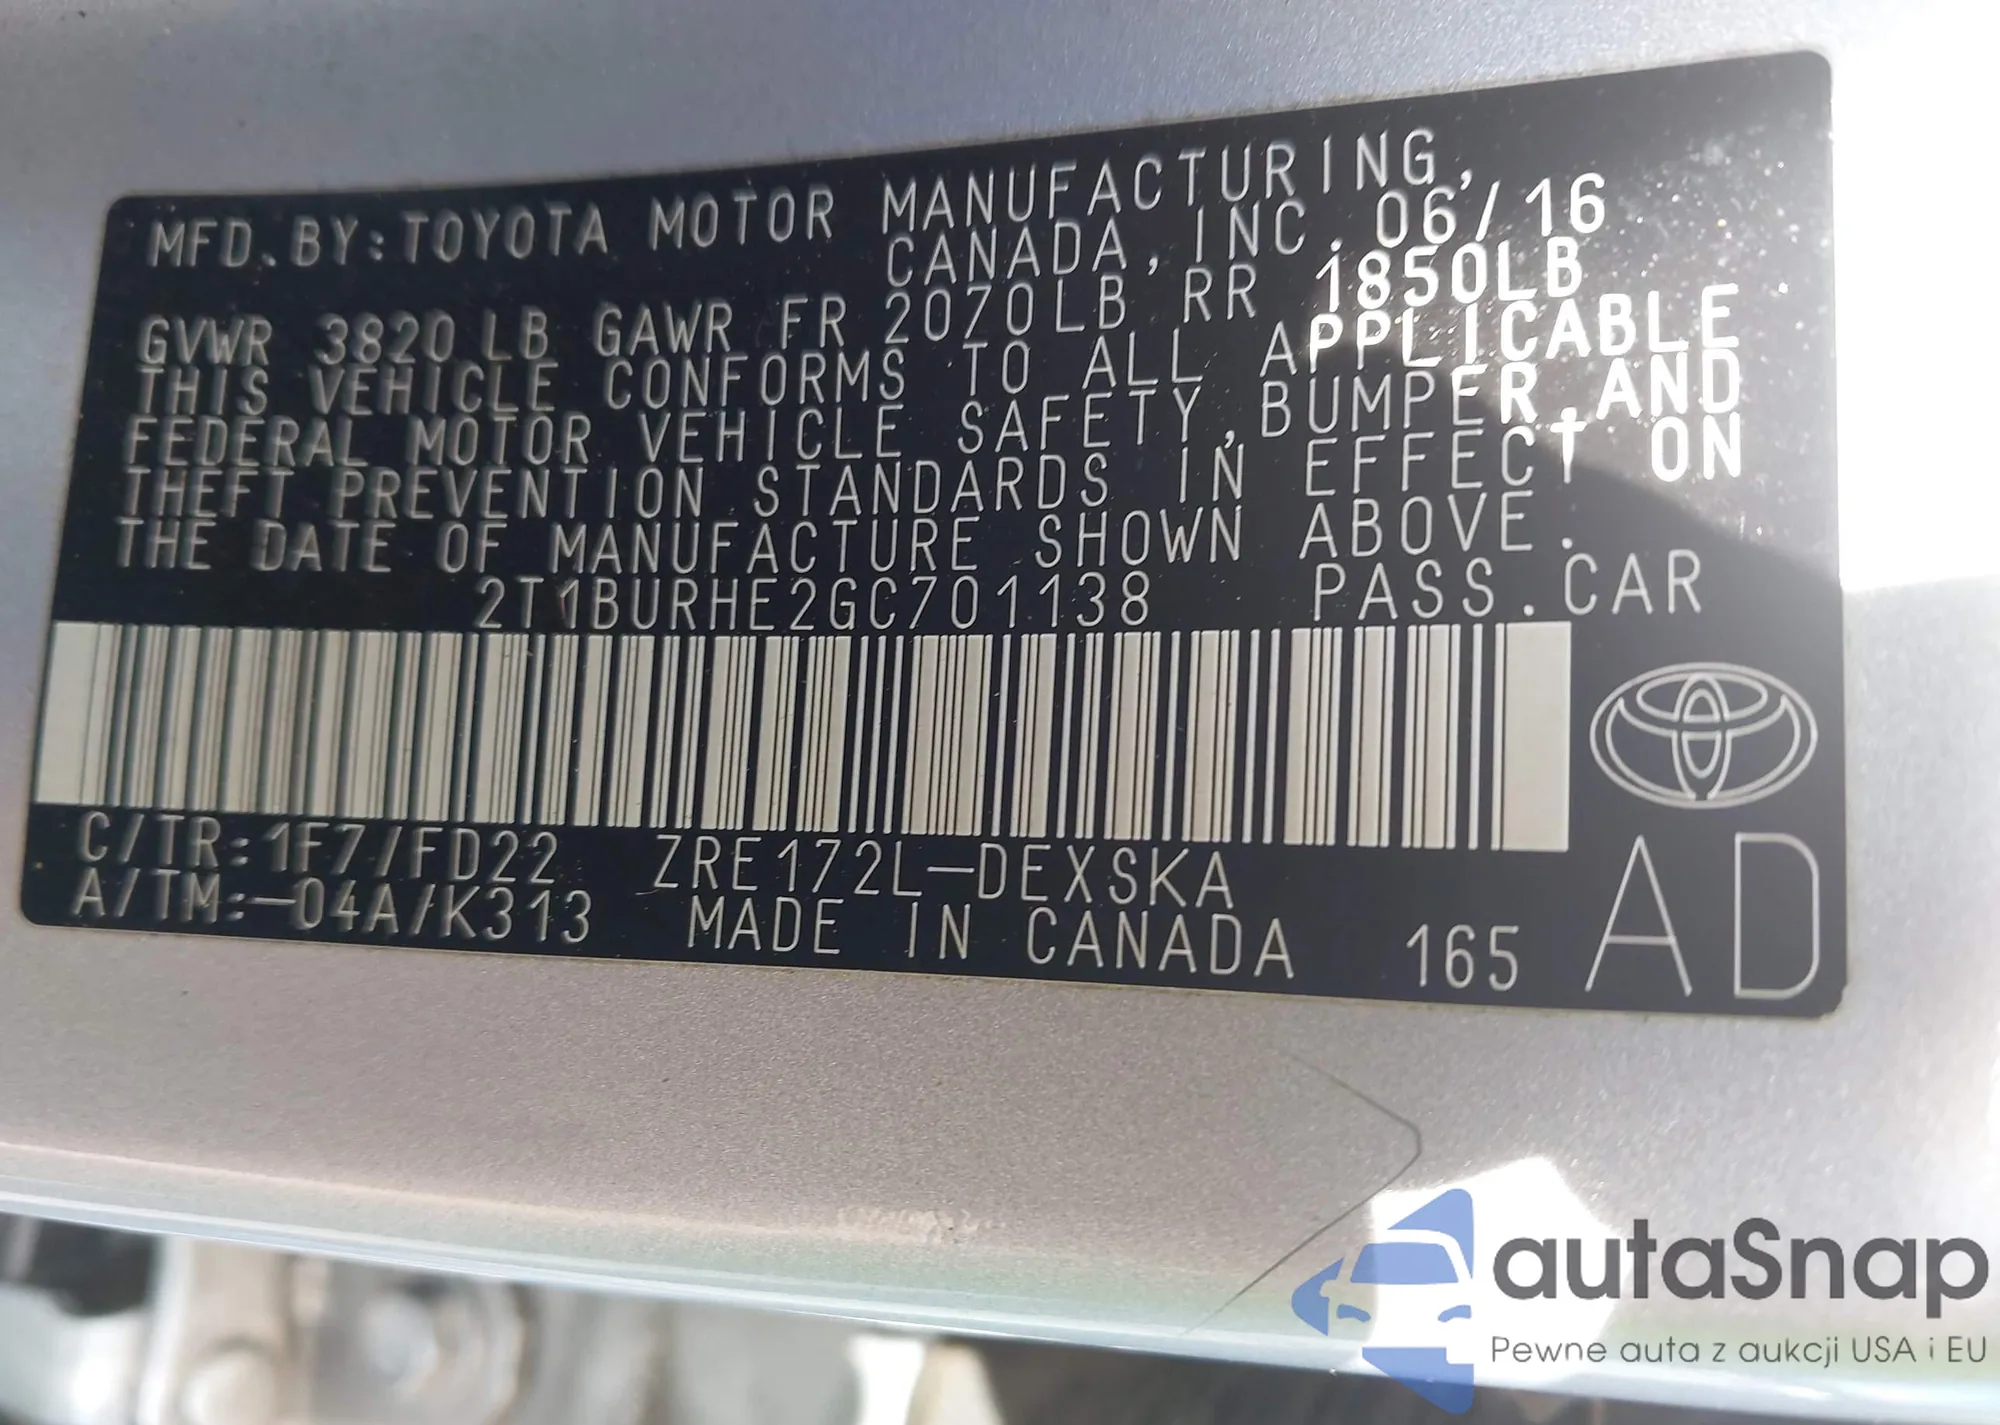 MFD. BY: TOYOTA MOTOR MANUFACTURING,
CANADA, INC. 06/16
GVWR 3820 LB GAWR FR 2070LB RR 1850LB
THIS VEHICLE CONFORMS TO ALL APPLICABLE
FEDERAL MOTOR VEHICLE SAFETY, BUMPER, AND
THEFT PREVENTION STANDARDS IN EFFECT ON
THE DATE OF MANUFACTURE SHOWN ABOVE.
2T1BURHE2GC701138 PASS. CAR
C/TR: 1F7/FD22 ZRE172L-DEXSKA
A/TM: -04A/K313 MADE IN CANADA 165
AD
autaSnap
Pewne auta z aukcji USA i EU